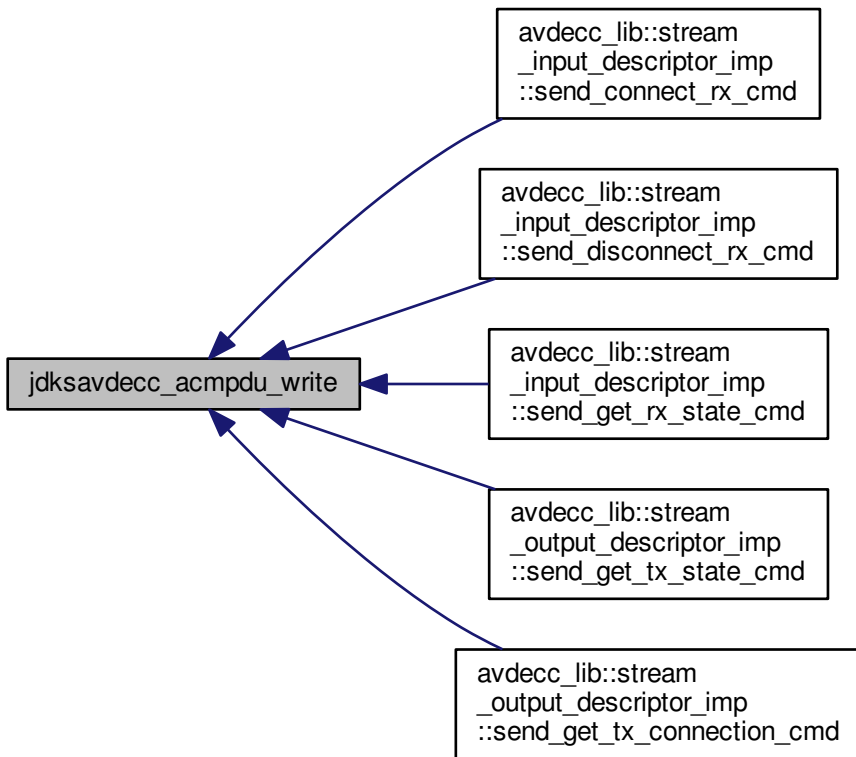 avdecc_lib::stream
_input_descriptor_imp
::send_connect_rx_cmd
avdecc_lib::stream
_input_descriptor_imp
::send_disconnect_rx_cmd
jdksavdecc_acmpdu_write
avdecc_lib::stream
_input_descriptor_imp
::send_get_rx_state_cmd
avdecc_lib::stream
_output_descriptor_imp
::send_get_tx_state_cmd
avdecc_lib::stream
_output_descriptor_imp
::send_get_tx_connection_cmd